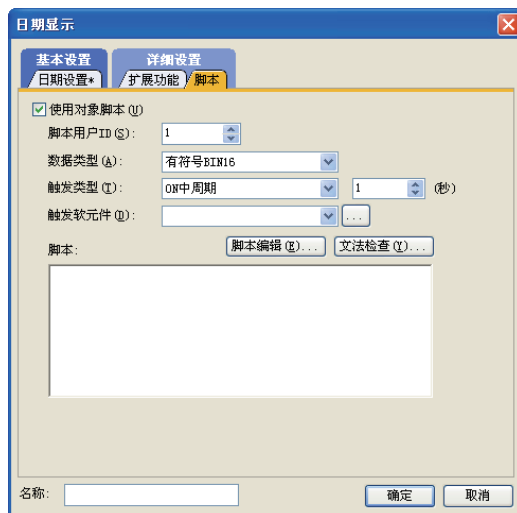 日期显示
基本设置 详细设置
日期设置* 扩展功能 脚本
使用对象脚本(U)
脚本用户ID(S): 1
数据类型(A): 有符号BIN16
触发类型(T): ON中周期 1 (秒)
触发软元件(D): ...
脚本: 脚本编辑(E)... 文法检查(Y)...
名称: 确定 取消